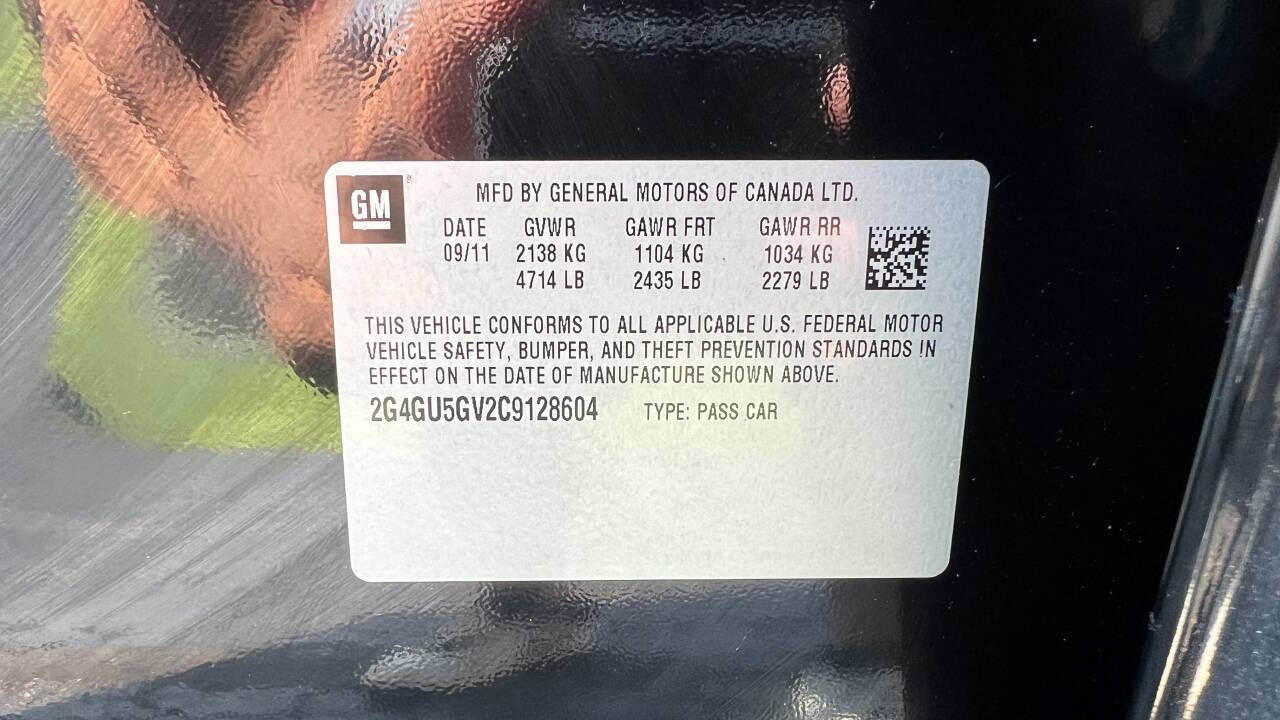 GM
MFD BY GENERAL MOTORS OF CANADA LTD.
DATE GVWR GAWR FRT GAWR RR
09/11 2138 KG 1104 KG 1034 KG
4714 LB 2435 LB 2279 LB
THIS VEHICLE CONFORMS TO ALL APPLICABLE U.S. FEDERAL MOTOR
VEHICLE SAFETY, BUMPER, AND THEFT PREVENTION STANDARDS IN
EFFECT ON THE DATE OF MANUFACTURE SHOWN ABOVE.
2G4GU5GV2C9128604 TYPE: PASS CAR